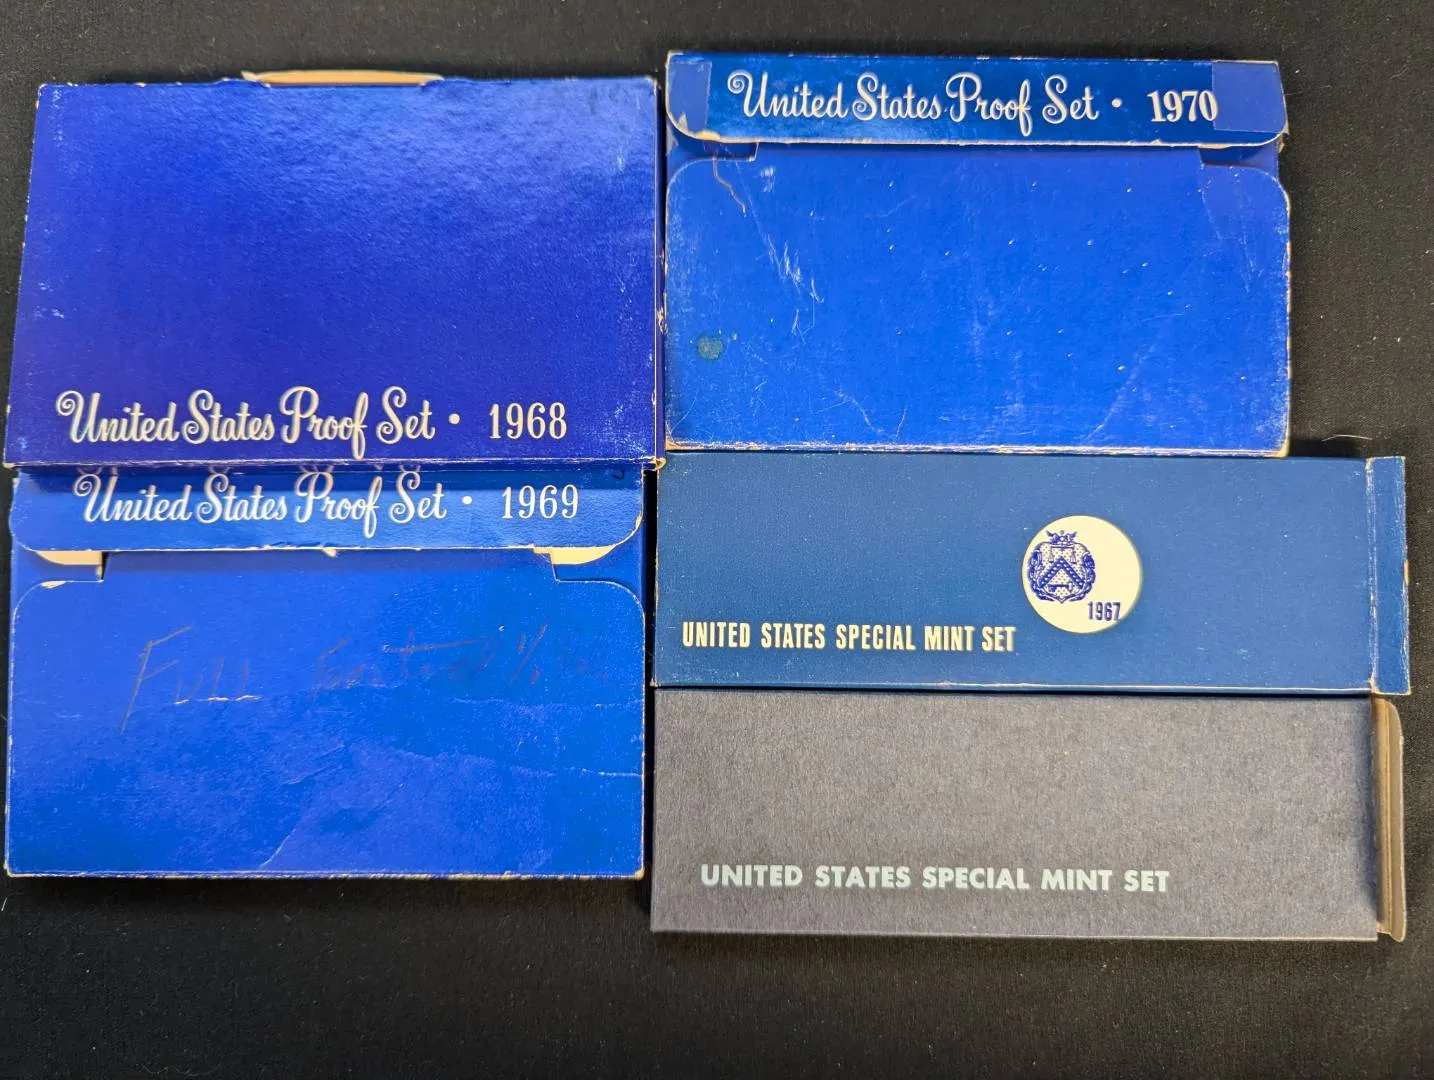 United States Proof Set • 1968
United States Proof Set • 1969
Full
United States Proof Set • 1970
1967
UNITED STATES SPECIAL MINT SET
UNITED STATES SPECIAL MINT SET